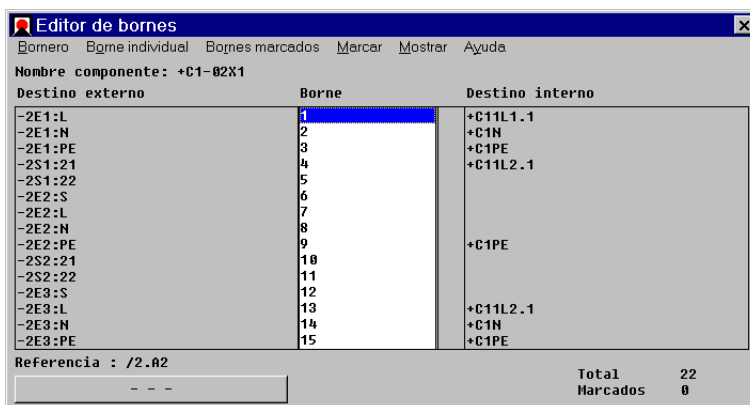 Editor de bornes
Bornero Borne individual Bornes marcados Marcar Mostrar Ayuda
Nombre componente: +C1-02X1
Destino externo Borne Destino interno
-2E1:L 1 +C11L1.1
-2E1:N 2 +C1N
-2E1:PE 3 +C1PE
-2S1:21 4 +C11L2.1
-2S1:22 5
-2E2:S 6
-2E2:L 7
-2E2:N 8
-2E2:PE 9 +C1PE
-2S2:21 10
-2S2:22 11
-2E3:S 12
-2E3:L 13 +C11L2.1
-2E3:N 14 +C1N
-2E3:PE 15 +C1PE
Referencia : /2.A2
Total 22
- - -
Marcados 0